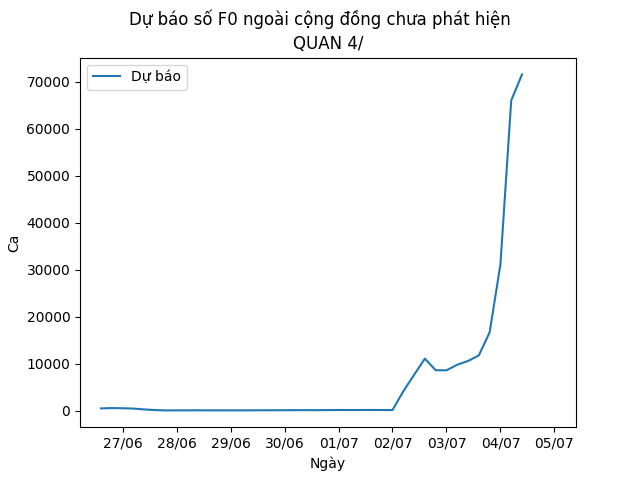 Dự báo số F0 ngoài cộng đồng chưa phát hiện
QUAN 4/
Dự báo
70000
60000
50000
40000
30000
20000
10000
0
Ca
27/06 28/06 29/06 30/06 01/07 02/07 03/07 04/07 05/07
Ngày